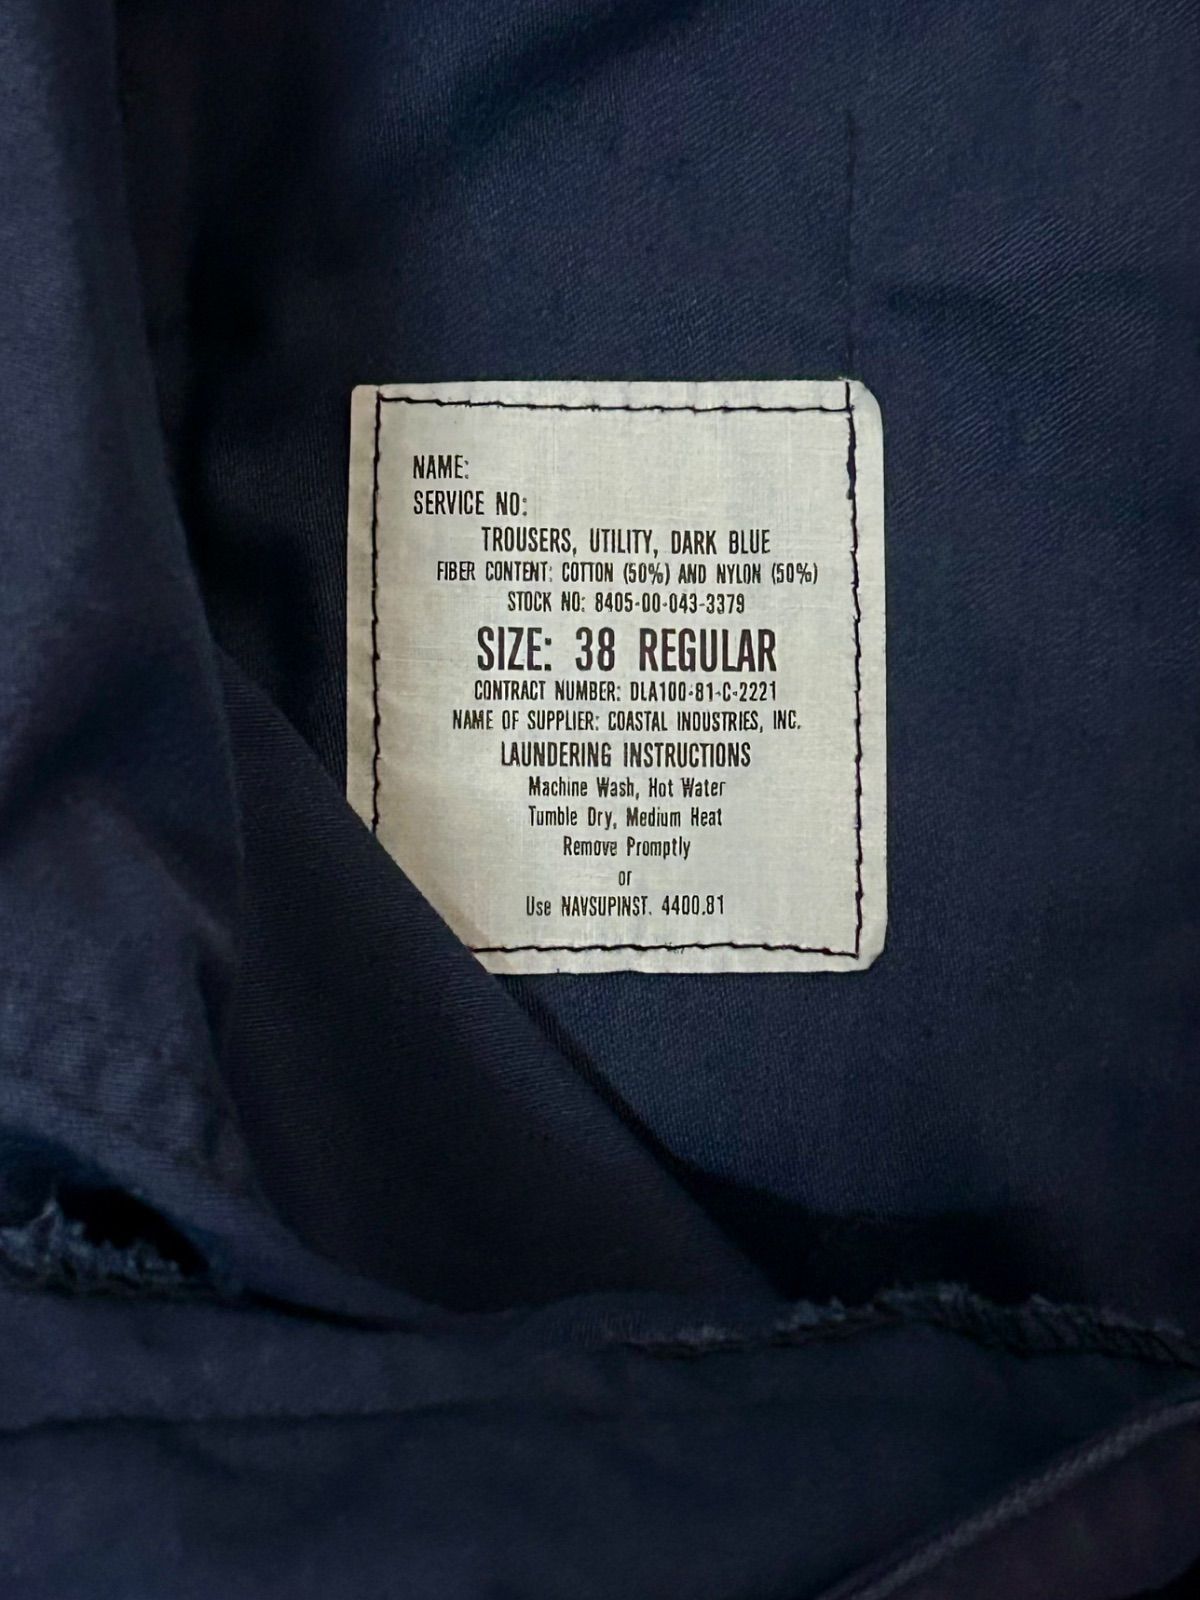 NAME:
SERVICE NO:
TROUSERS, UTILITY, DARK BLUE
FIBER CONTENT: COTTON (50%) AND NYLON (50%)
STOCK NO: 8405-00-043-3379
SIZE: 38 REGULAR
CONTRACT NUMBER: DLA100-81-C-2221
NAME OF SUPPLIER: COASTAL INDUSTRIES, INC.
LAUNDERING INSTRUCTIONS
Machine Wash, Hot Water
Tumble Dry, Medium Heat
Remove Promptly
or
Use NAVSUPINST. 4400.81